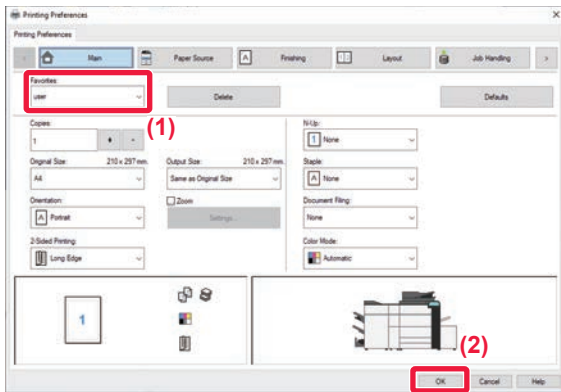 Printing Preferences
Printing Preferences
Main Paper Source Finishing Layout Job Handling
Favorites:
user Delete Defaults
(1)
Copies: N-Up:
1 1 None
Original Size: 210 x 297 mm. Output Size: 210 x 297 mm. Staple:
A4 Same as Original Size A None
Orientation: Zoom Document Filing:
A Portrait Settings... None
2-Sided Printing: Color Mode:
Long Edge Automatic
1
(2)
OK Cancel Help